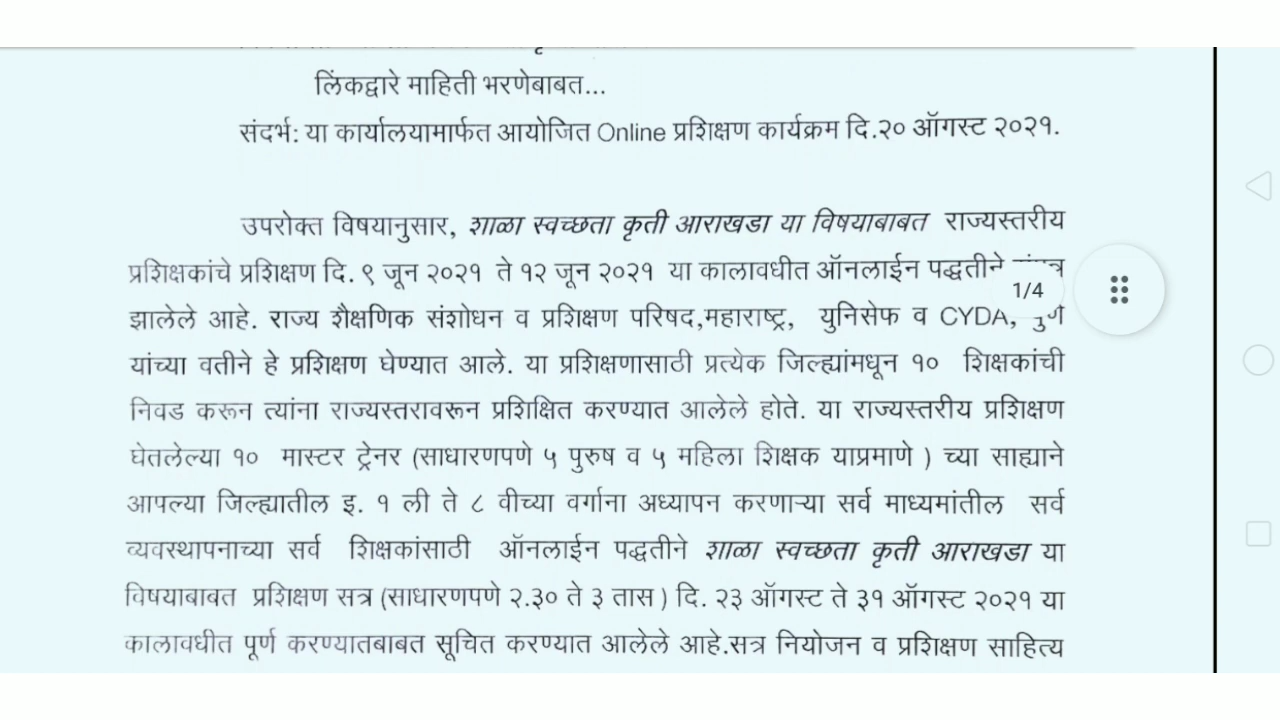 लिंकद्वारे माहिती भरणेबाबत...
संदर्भ: या कार्यालयामार्फत आयोजित Online प्रशिक्षण कार्यक्रम दि.२० ऑगस्ट २०२१.
उपरोक्त विषयानुसार, शाळा स्वच्छता कृती आराखडा या विषयाबाबत राज्यस्तरीय
प्रशिक्षकांचे प्रशिक्षण दि. ९ जून २०२१ ते १२ जून २०२१ या कालावधीत ऑनलाईन पद्धतीने
1/4
झालेले आहे. राज्य शैक्षणिक संशोधन व प्रशिक्षण परिषद,महाराष्ट्र, युनिसेफ व CYDA,
यांच्या वतीने हे प्रशिक्षण घेण्यात आले. या प्रशिक्षणासाठी प्रत्येक जिल्ह्यांमधून १० शिक्षकांची
निवड करून त्यांना राज्यस्तरावरून प्रशिक्षित करण्यात आलेले होते. या राज्यस्तरीय प्रशिक्षण
घेतलेल्या १० मास्टर ट्रेनर (साधारणपणे ५ पुरुष व ५ महिला शिक्षक याप्रमाणे ) च्या साह्याने
आपल्या जिल्ह्यातील इ. १ ली ते ८ वीच्या वर्गाना अध्यापन करणाऱ्या सर्व माध्यमांतील सर्व
व्यवस्थापनाच्या सर्व शिक्षकांसाठी ऑनलाईन पद्धतीने शाळा स्वच्छता कृती आराखडा या
विषयाबाबत प्रशिक्षण सत्र (साधारणपणे २.३० ते ३ तास ) दि. २३ ऑगस्ट ते ३१ ऑगस्ट २०२१ या
कालावधीत पूर्ण करण्यातबाबत सूचित करण्यात आलेले आहे.सत्र नियोजन व प्रशिक्षण साहित्य